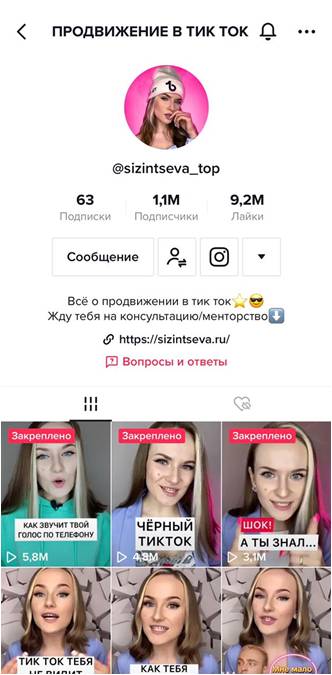 ПРОДВИЖЕНИЕ В ТИК ТОК
@sizintseva_top
63
1,1M
9,2M
Подписки
Подписчики
Лайки
Сообщение
Всё о продвижении в тик ток⭐😎
Жду тебя на консультацию/менторство⬇️
https://sizintseva.ru/
Вопросы и ответы
Закреплено
Закреплено
Закреплено
КАК ЗВУЧИТ ТВОЙ
ГОЛОС ПО ТЕЛЕФОНУ
5,8M
ЧЁРНЫЙ
ТИКТОК
4,8M
ШОК!
А ТЫ ЗНАЛ...
3,1M
ТИК ТОК ТЕБЯ
НЕ ВИДИТ
КАК ТЕБЯ
Мне мало